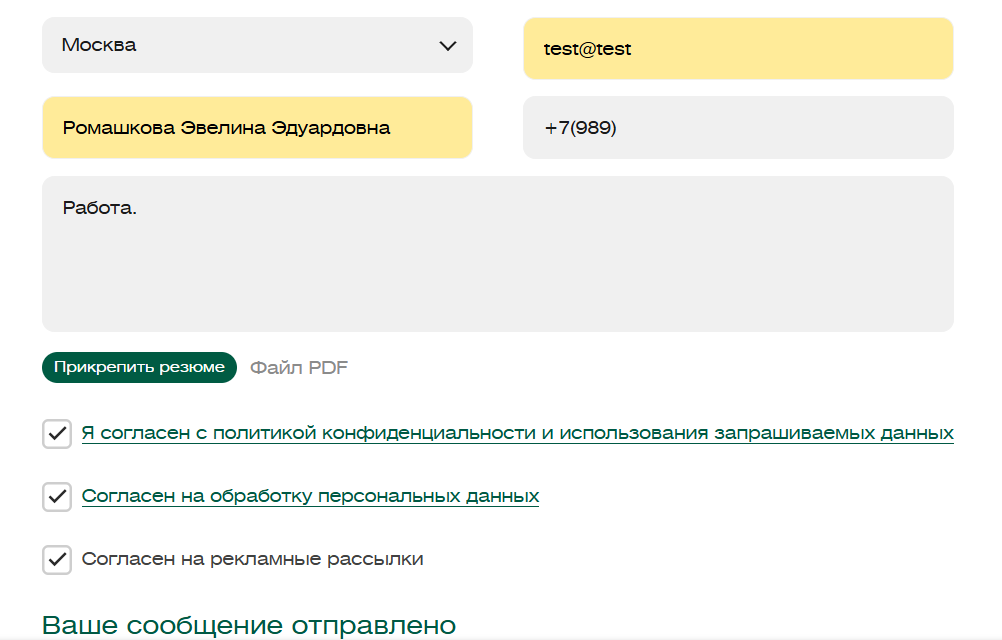 Москва
test@test
Ромашкова Эвелина Эдуардовна
+7(989)
Работа.
Прикрепить резюме
Файл PDF
Я согласен с политикой конфиденциальности и использования запрашиваемых данных
Согласен на обработку персональных данных
Согласен на рекламные рассылки
Ваше сообщение отправлено